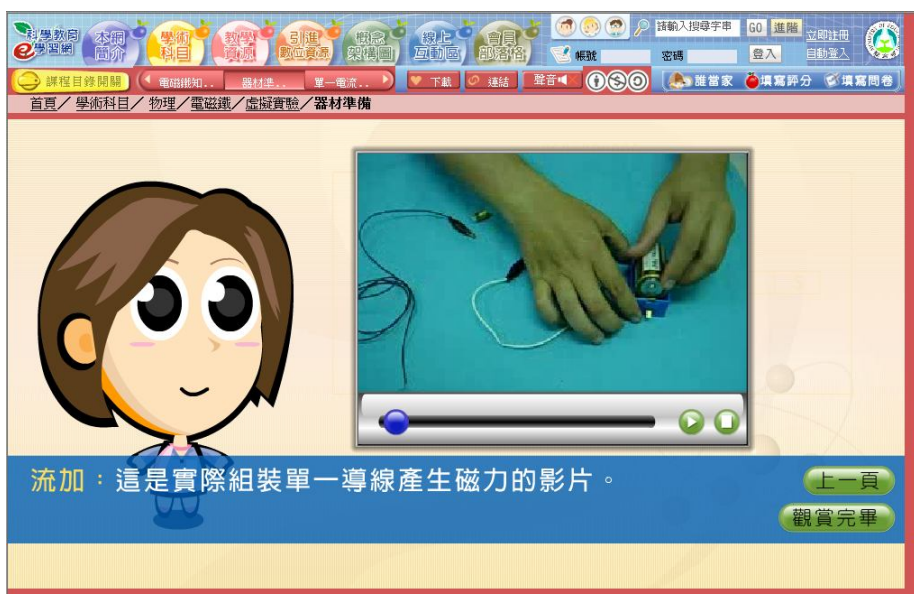 科學教育 學習網
本網簡介
學術科目
教學資源
引進數位資源
概念架構圖
線上互動區
會員部落格
請輸入搜尋字串 GO 進階
帳號 密碼 登入
立即註冊
自動登入
課程目錄開關 電磁鐵知.. 器材準.. 單一電流.. 下載 連結 聲音 誰當家 填寫評分 填寫問卷
首頁／學術科目／物理／電磁鐵／虛擬實驗／器材準備
流加：這是實際組裝單一導線產生磁力的影片。
上一頁
觀賞完畢